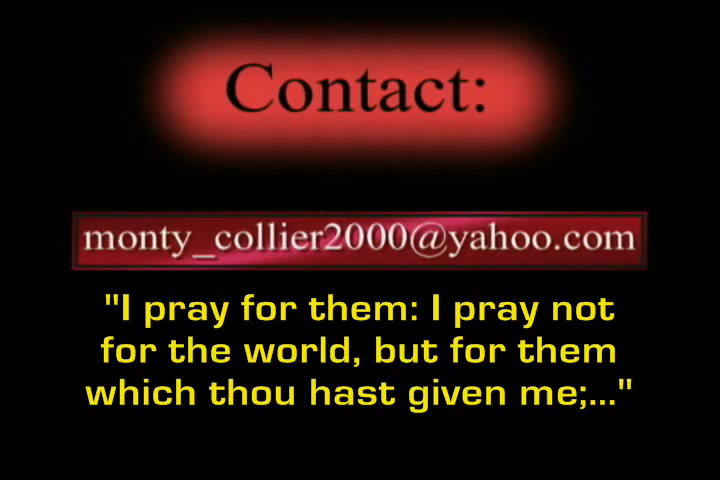 Contact:
monty_collier2000@yahoo.com
"I pray for them: I pray not
for the world, but for them
which thou hast given me;..."